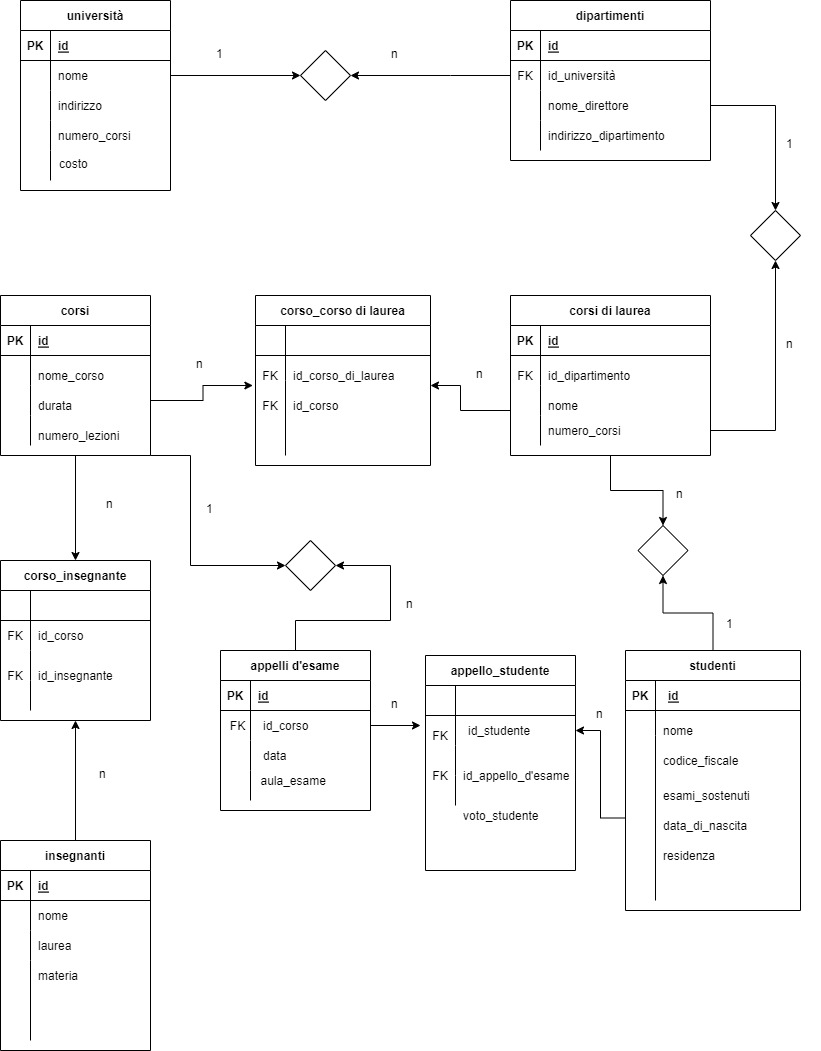 università
PK id
nome
indirizzo
numero_corsi
costo
1
n
dipartimenti
PK id
FK id_università
nome_direttore
indirizzo_dipartimento
1
n
corsi
PK id
nome_corso
durata
numero_lezioni
n
corso_corso di laurea
FK id_corso_di_laurea
FK id_corso
n
corsi di laurea
PK id
FK id_dipartimento
nome
numero_corsi
n
1
n
n
1
corso_insegnante
FK id_corso
FK id_insegnante
n
appelli d'esame
PK id
FK id_corso
data
aula_esame
n
appello_studente
FK id_studente
FK id_appello_d'esame
voto_studente
n
studenti
PK id
nome
codice_fiscale
esami_sostenuti
data_di_nascita
residenza
insegnanti
PK id
nome
laurea
materia